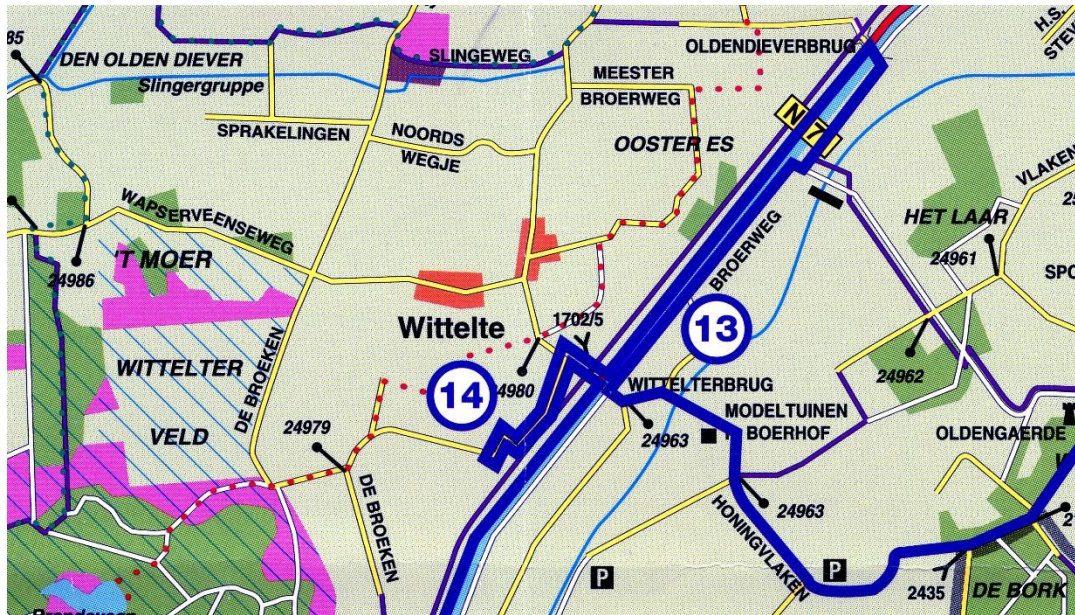 85
DEN OLDEN DIEVER
Slingergruppe
SLINGEWEG
OLDENDIEVERBRUG
H.S.
MEESTER
BROERWEG
SPRAKELINGEN
NOORDS
WEGJE
OOSTER ES
N
VLAKEN
WAPSERVEENSEWEG
HET LAAR
24961
'T MOER
24986
BROERWEG
SPO
Wittelte
1702/5
13
WITTELTER
DE BROEKEN
14
24980
WITTELTERBRUG
24962
VELD
24979
24963
MODELTUINEN
BOERHOF
OLDENGAERDE
DE BROEKEN
24963
HONINGVLAKEN
P
P
2435
DE BORK